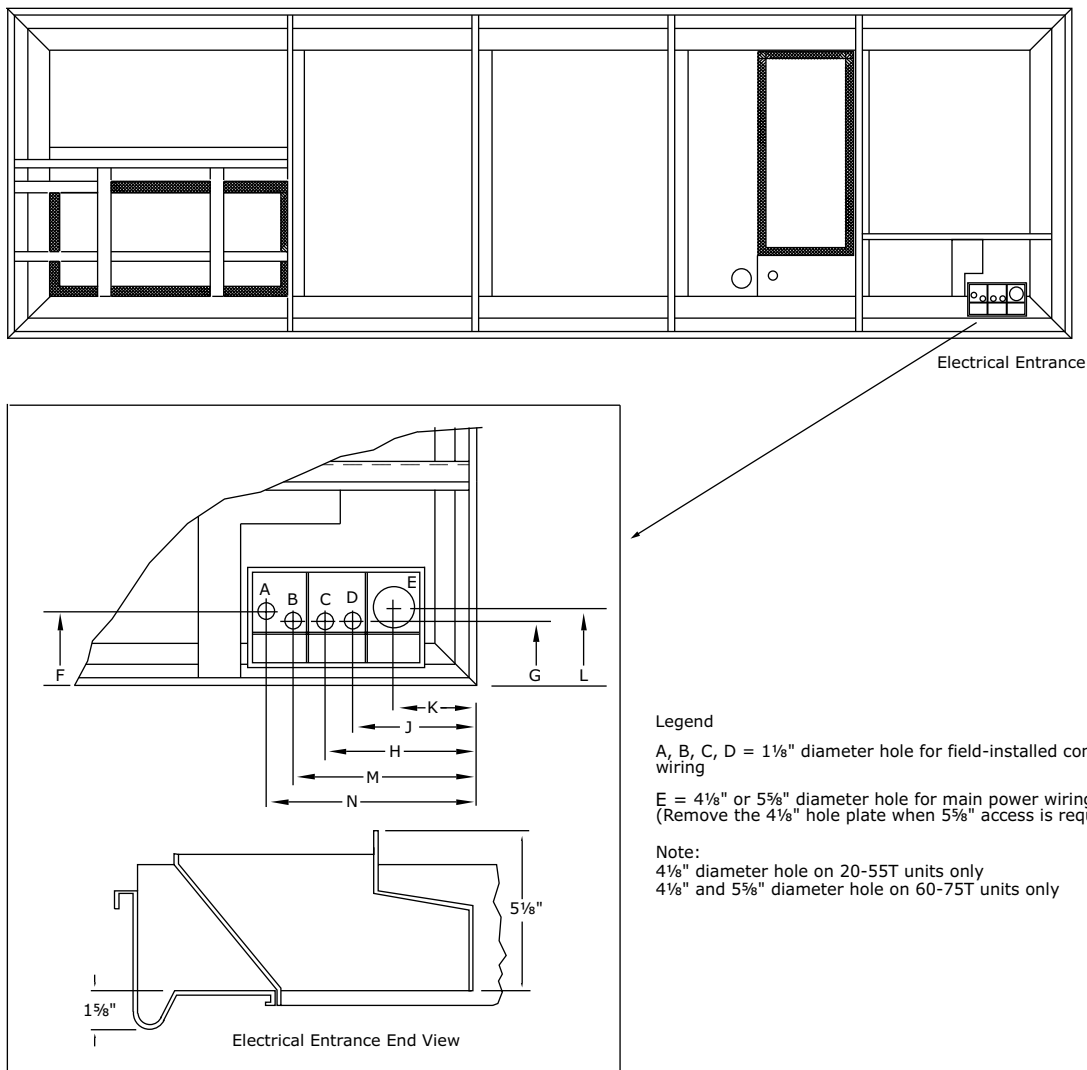 Electrical Entrance
A
B
C
D
E
F
G
L
K
J
H
M
N
5⅛"
1⅝"
Electrical Entrance End View
Legend
A, B, C, D = 1⅛" diameter hole for field-installed
wiring
E = 4⅛" or 5⅝" diameter hole for main power wiring
(Remove the 4⅛" hole plate when 5⅝" access is
Note:
4⅛" diameter hole on 20-55T units only
4⅛" and 5⅝" diameter hole on 60-75T units only